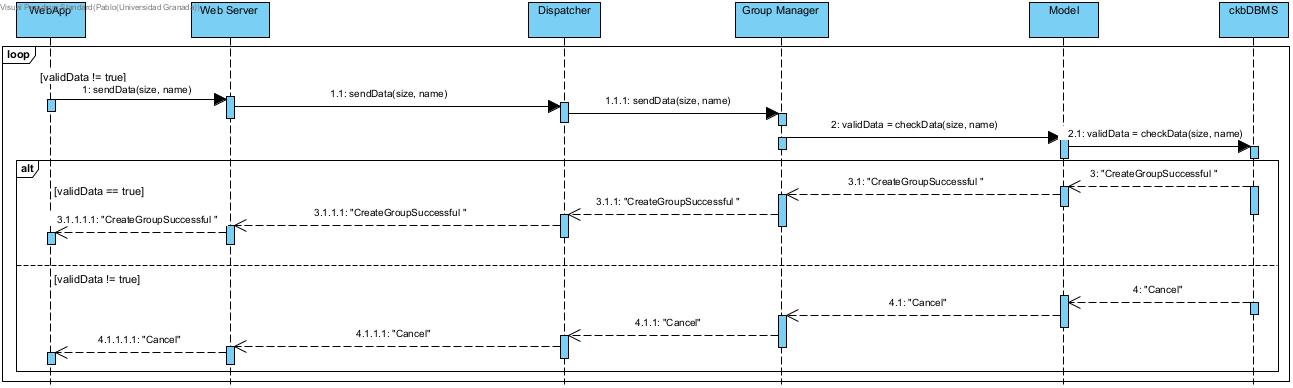 Visual Paradigm Standard(Pablo(Universidad Granada))
WebApp
Web Server
Dispatcher
Group Manager
Model
ckbDBMS
loop
[validData != true]
1: sendData(size, name)
1.1: sendData(size, name)
1.1.1: sendData(size, name)
2: validData = checkData(size, name)
2.1: validData = checkData(size, name)
alt
[validData == true]
3: "CreateGroupSuccessful "
3.1: "CreateGroupSuccessful "
3.1.1: "CreateGroupSuccessful "
3.1.1.1: "CreateGroupSuccessful "
3.1.1.1.1: "CreateGroupSuccessful "
[validData != true]
4: "Cancel"
4.1: "Cancel"
4.1.1: "Cancel"
4.1.1.1: "Cancel"
4.1.1.1.1: "Cancel"